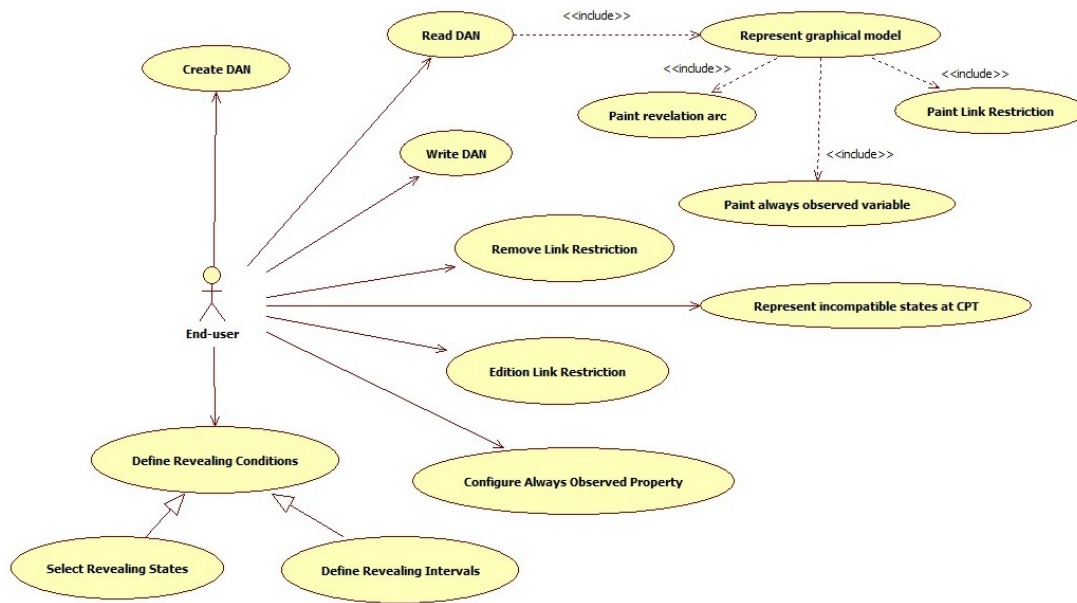 <<include>>
Read DAN
Represent graphical model
Create DAN
<<include>>
<<include>>
Paint revelation arc
Paint Link Restriction
Write DAN
<<include>>
Paint always observed variable
Remove Link Restriction
Represent incompatible states at CPT
End-user
Edition Link Restriction
Define Revealing Conditions
Configure Always Observed Property
Select Revealing States
Define Revealing Intervals